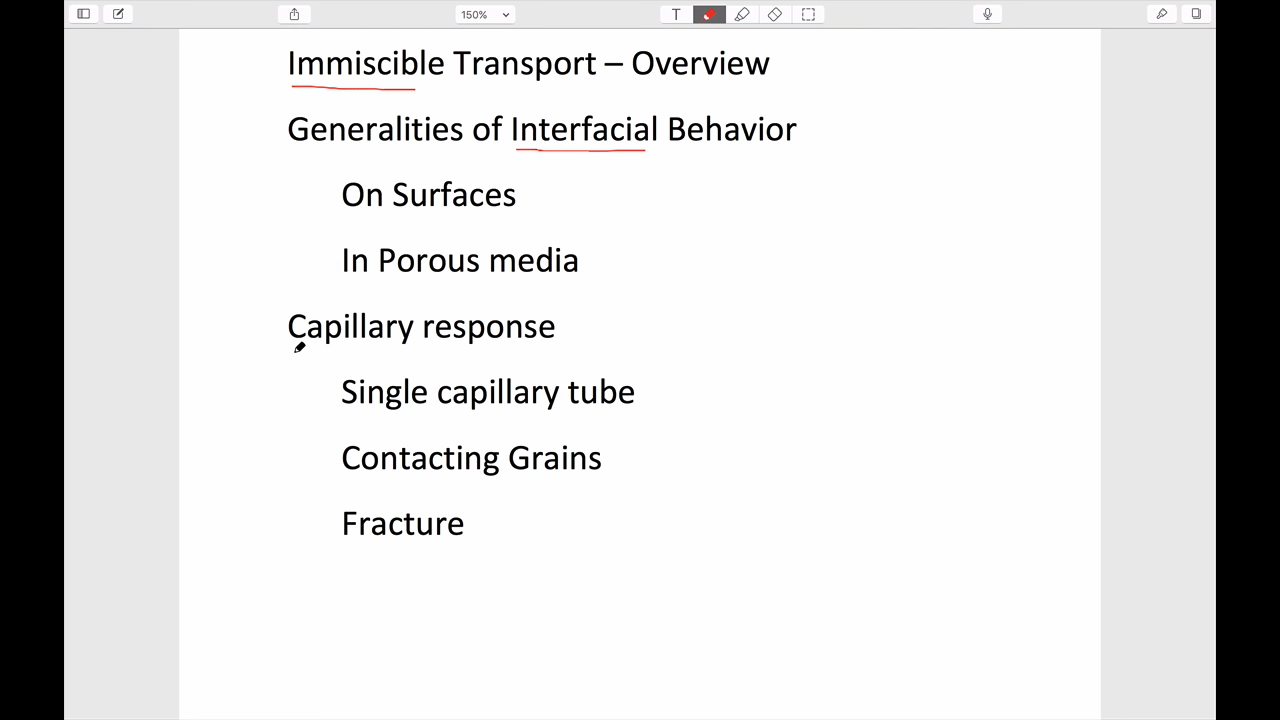 150%
T
Immiscible Transport – Overview
Generalities of Interfacial Behavior
On Surfaces
In Porous media
Capillary response
Single capillary tube
Contacting Grains
Fracture